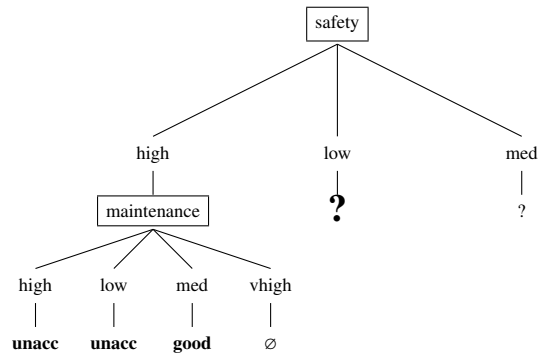 safety
high low med
maintenance ? ?
high low med vhigh
unacc unacc good ∅